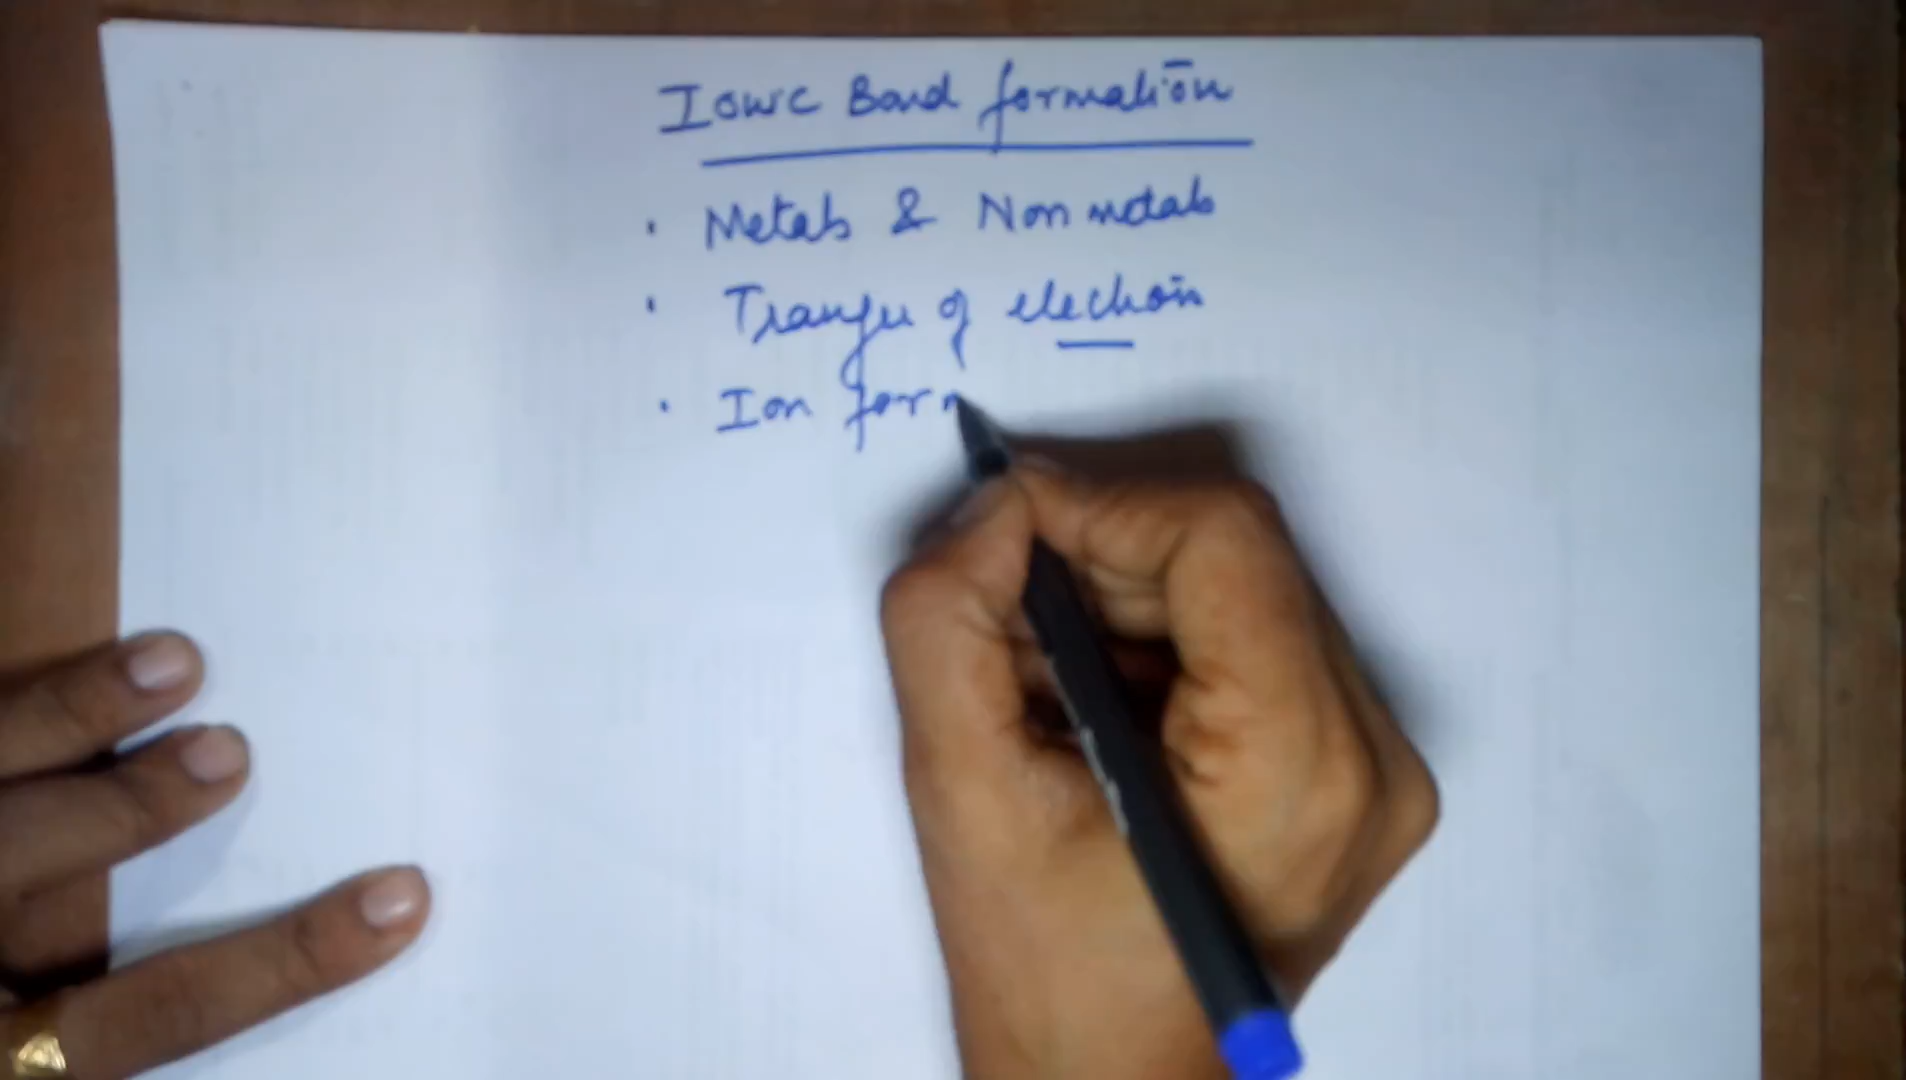 Ionic Bond formation
• Metals & Non metals
• Transfer of electron
• Ion form